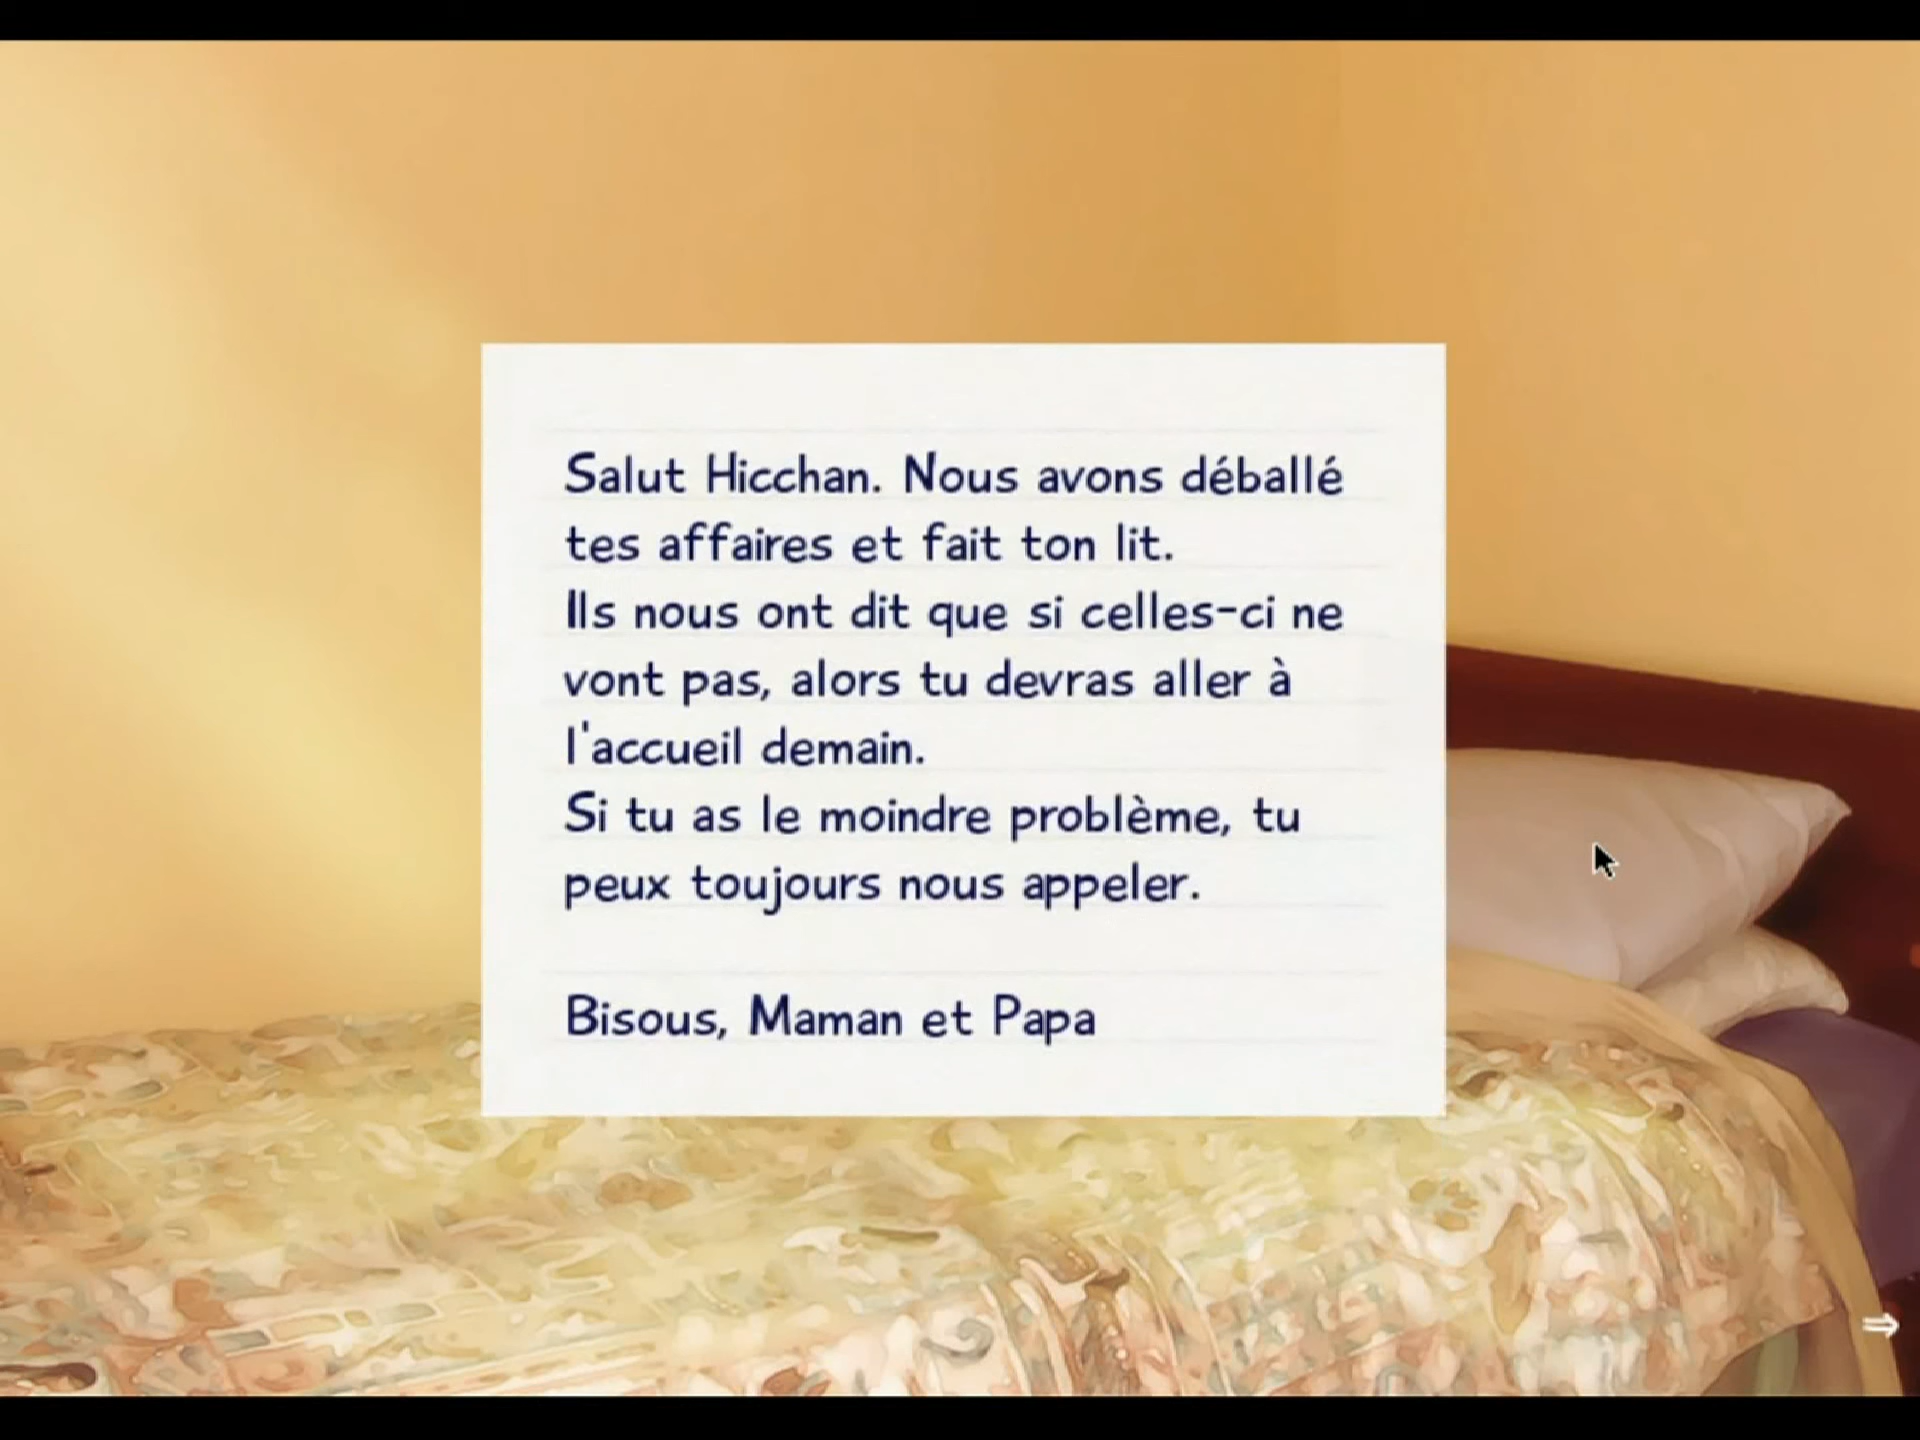 Salut Hicchan. Nous avons déballé
tes affaires et fait ton lit.
Ils nous ont dit que si celles-ci ne
vont pas, alors tu devras aller à
l'accueil demain.
Si tu as le moindre problème, tu
peux toujours nous appeler.
Bisous, Maman et Papa